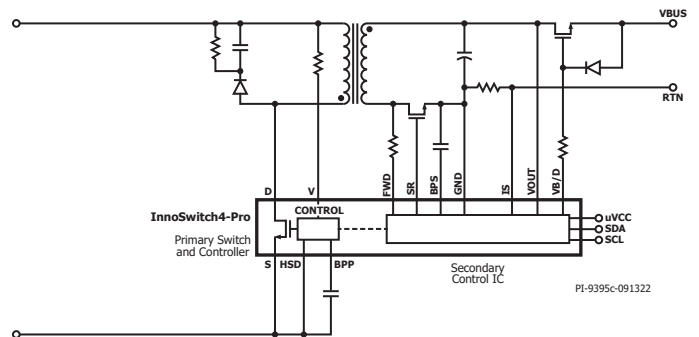 VBUS
RTN
FWD
SR
BPS
GND
IS
VOUT
VB/D
D
V
InnoSwitch4-Pro
CONTROL
Primary Switch
and Controller
uVCC
SDA
SCL
S
HSD
BPP
Secondary
Control IC
PI-9395c-091322